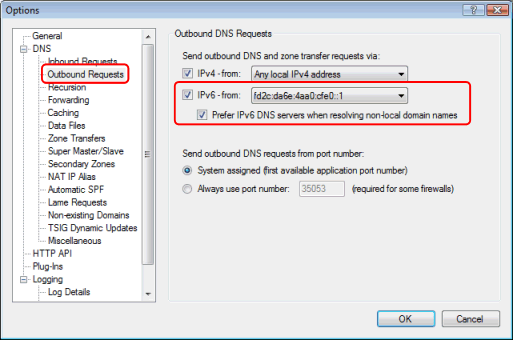 Options
General
DNS
Inbound Requests
Outbound Requests
Recursion
Forwarding
Caching
Data Files
Zone Transfers
Super Master/Slave
Secondary Zones
NAT IP Alias
Automatic SPF
Lame Requests
Non-existing Domains
TSIG Dynamic Updates
Miscellaneous
HTTP API
Plug-Ins
Logging
Log Details
Outbound DNS Requests
Send outbound DNS and zone transfer requests via:
IPv4 - from: Any local IPv4 address
IPv6 - from: fd2c:da6e:4aa0:cfe0::1
Prefer IPv6 DNS servers when resolving non-local domain names
Send outbound DNS requests from port number:
System assigned (first available application port number)
Always use port number: 35053 (required for some firewalls)
OK Cancel